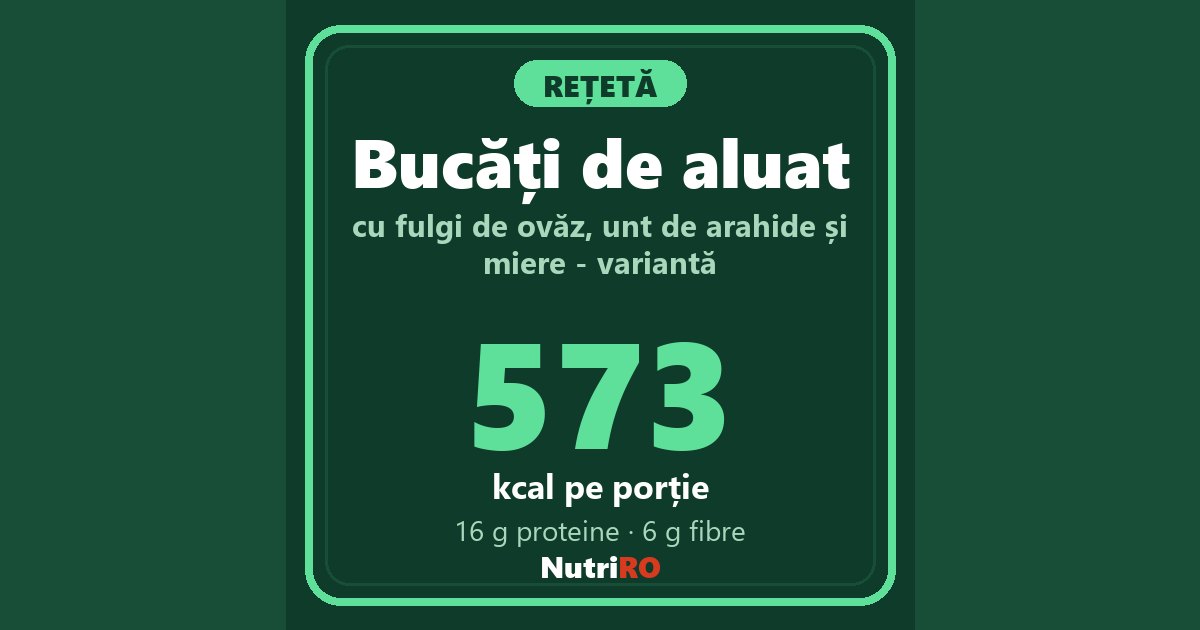 REȚETĂ
Bucăți de aluat
cu fulgi de ovăz, unt de arahide și
miere - variantă
573
kcal pe porție
16 g proteine · 6 g fibre
NutriRO